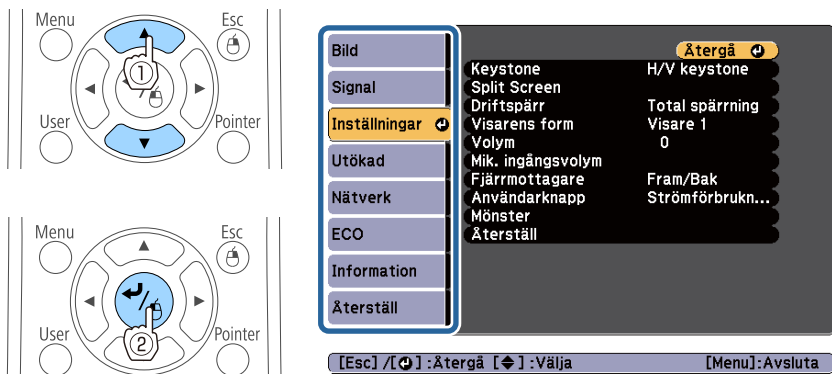 Menu Esc
①
User Pointer
Menu Esc
②
User Pointer
Bild
Signal
Inställningar
Utökad
Nätverk
ECO
Information
Återställ
Återgå
Keystone H/V keystone
Split Screen
Driftspärr Total spärrning
Visarens form Visare 1
Volym 0
Mik. ingångsvolym
Fjärrmottagare Fram/Bak
Användarknapp Strömförbrukn...
Mönster
Återställ
[Esc] /[ ] :Återgå [ ] :Välja [Menu]:Avsluta